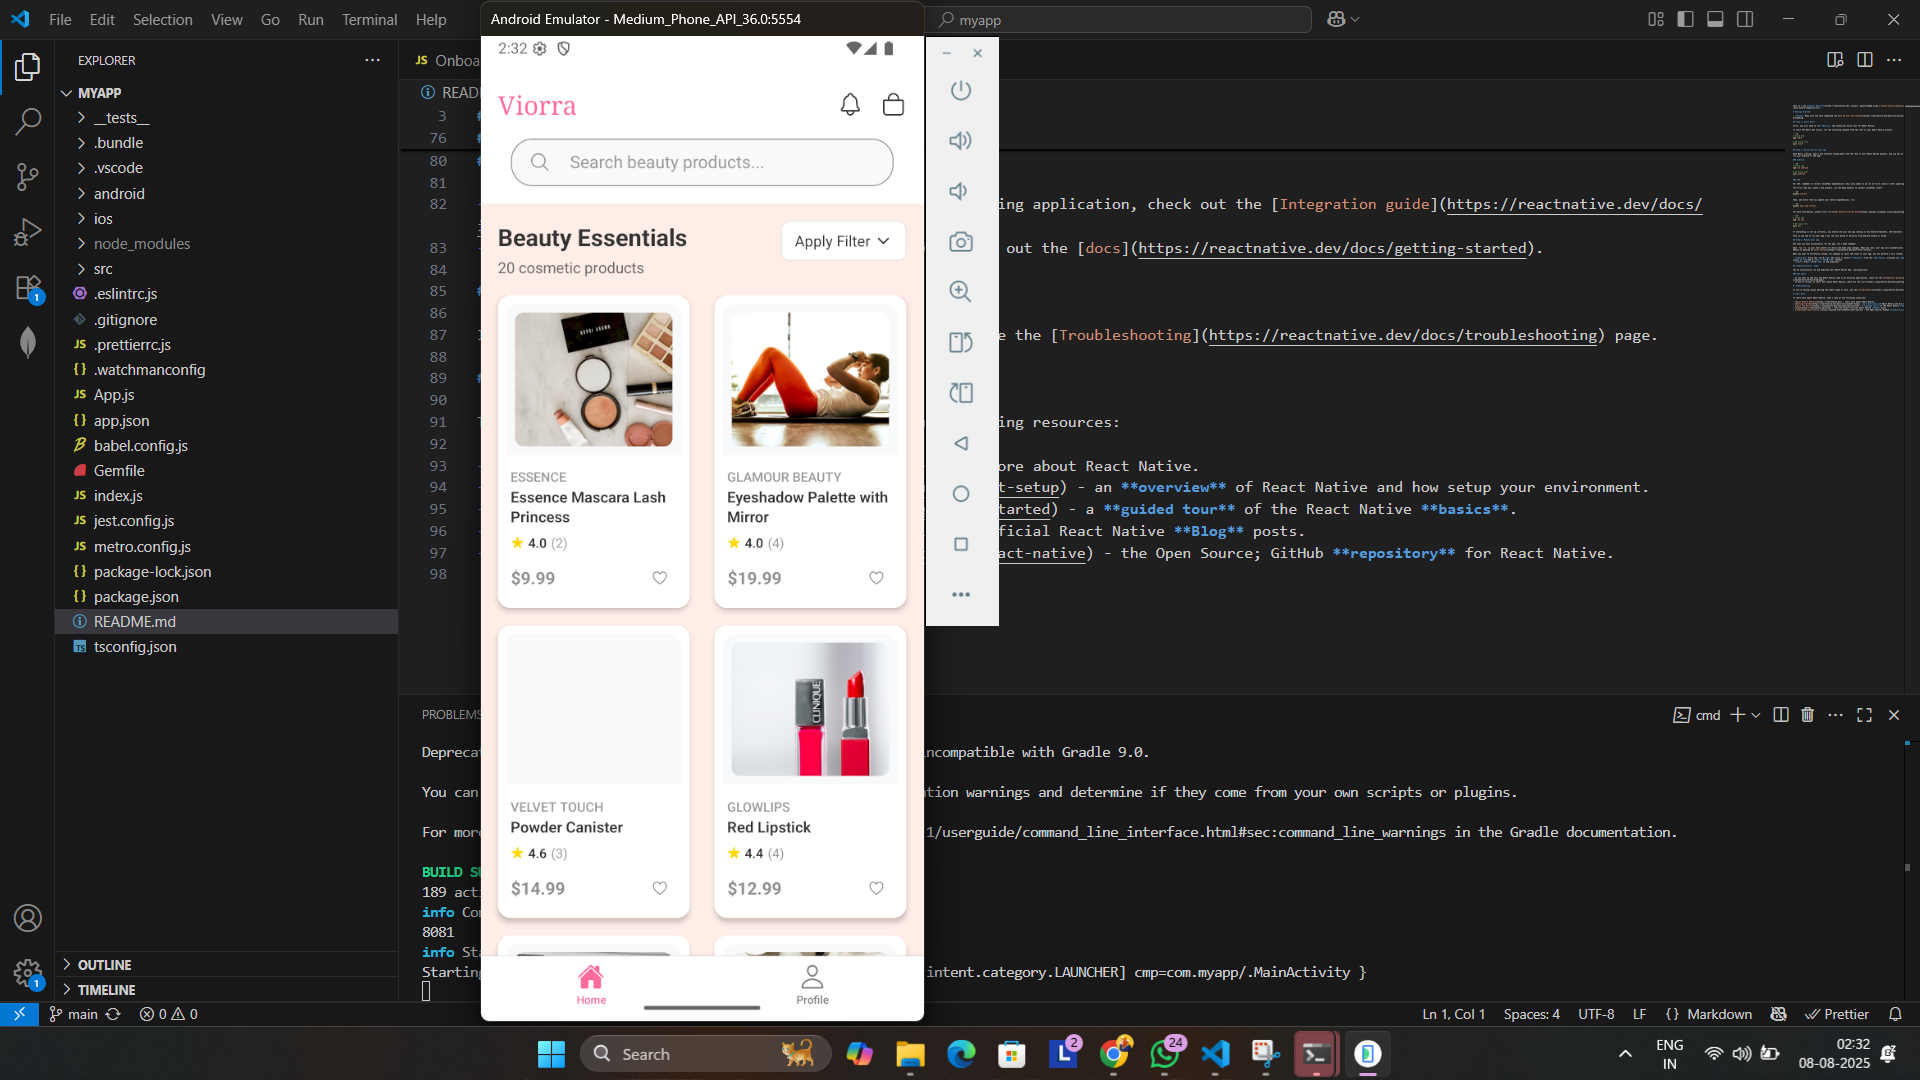 File Edit Selection View Go Run Terminal Help
Android Emulator - Medium_Phone_API_36.0:5554
myapp
EXPLORER
MYAPP
__tests__
.bundle
.vscode
android
ios
node_modules
src
.eslintrc.js
.gitignore
.prettierrc.js
.watchmanconfig
App.js
app.json
babel.config.js
Gemfile
index.js
jest.config.js
metro.config.js
package-lock.json
package.json
README.md
tsconfig.json
OUTLINE
TIMELINE
JS Onboa
READ
3 #
76 #
80 #
81
82 - ing application, check out the [Integration guide](https://reactnative.dev/docs/
83 - out the [docs](https://reactnative.dev/docs/getting-started).
84
85 #
86
87 I e the [Troubleshooting](https://reactnative.dev/docs/troubleshooting) page.
88
89 #
90
91 T ing resources:
92
93 - ore about React Native.
94 - t-setup) - an **overview** of React Native and how setup your environment.
95 - tarted) - a **guided tour** of the React Native **basics**.
96 - ficial React Native **Blog** posts.
97 - act-native) - the Open Source; GitHub **repository** for React Native.
98
2:32
Viorra
Search beauty products...
Beauty Essentials
Apply Filter
20 cosmetic products
ESSENCE
Essence Mascara Lash
Princess
4.0 (2)
$9.99
GLAMOUR BEAUTY
Eyeshadow Palette with
Mirror
4.0 (4)
$19.99
VELVET TOUCH
Powder Canister
4.6 (3)
$14.99
CLINIQUE
GLOWLIPS
Red Lipstick
4.4 (4)
$12.99
Home
Profile
PROBLEMS
cmd
Deprecat incompatible with Gradle 9.0.
You can tion warnings and determine if they come from your own scripts or plugins.
For more 1/userguide/command_line_interface.html#sec:command_line_warnings in the Gradle documentation.
BUILD SU
189 acti
info Con
8081
info Sta
Starting intent.category.LAUNCHER] cmp=com.myapp/.MainActivity }
main 0 0
Ln 1, Col 1 Spaces: 4 UTF-8 LF {} Markdown Prettier
Search
2
24
ENG
IN
02:32
08-08-2025